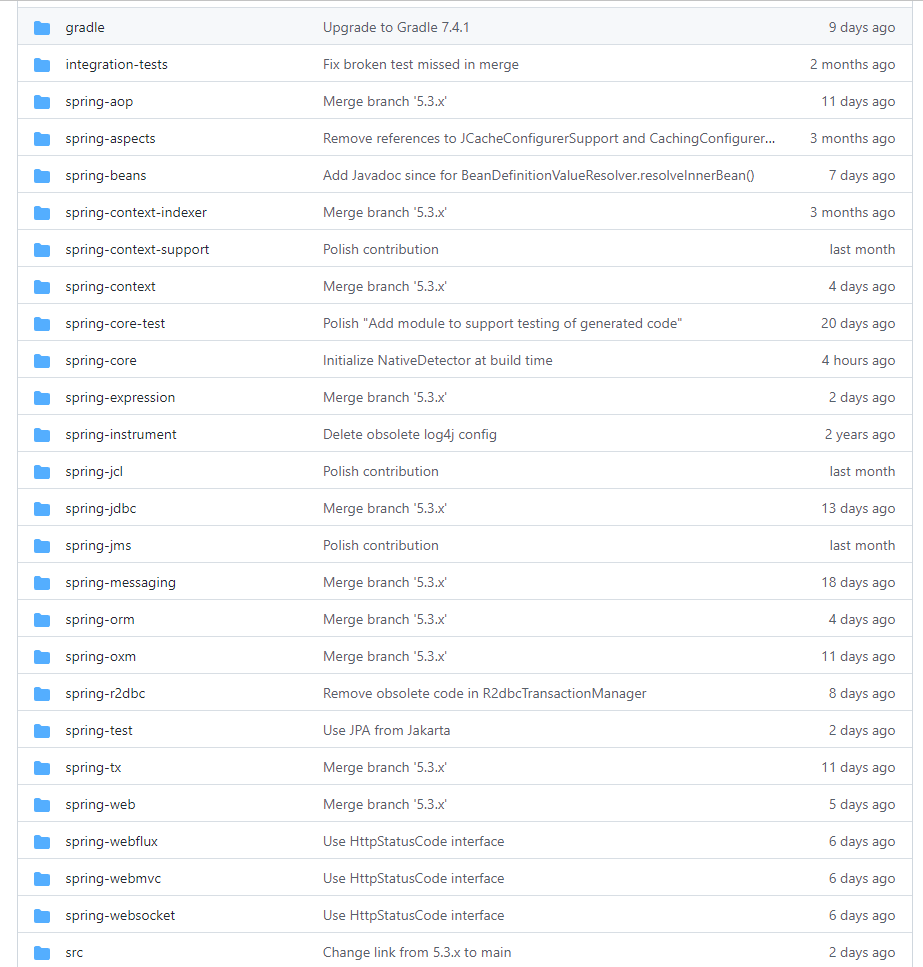 gradle Upgrade to Gradle 7.4.1 9 days ago
integration-tests Fix broken test missed in merge 2 months ago
spring-aop Merge branch '5.3.x' 11 days ago
spring-aspects Remove references to JCacheConfigurerSupport and CachingConfigurer... 3 months ago
spring-beans Add Javadoc since for BeanDefinitionValueResolver.resolveInnerBean() 7 days ago
spring-context-indexer Merge branch '5.3.x' 3 months ago
spring-context-support Polish contribution last month
spring-context Merge branch '5.3.x' 4 days ago
spring-core-test Polish "Add module to support testing of generated code" 20 days ago
spring-core Initialize NativeDetector at build time 4 hours ago
spring-expression Merge branch '5.3.x' 2 days ago
spring-instrument Delete obsolete log4j config 2 years ago
spring-jcl Polish contribution last month
spring-jdbc Merge branch '5.3.x' 13 days ago
spring-jms Polish contribution last month
spring-messaging Merge branch '5.3.x' 18 days ago
spring-orm Merge branch '5.3.x' 4 days ago
spring-oxm Merge branch '5.3.x' 11 days ago
spring-r2dbc Remove obsolete code in R2dbcTransactionManager 8 days ago
spring-test Use JPA from Jakarta 2 days ago
spring-tx Merge branch '5.3.x' 11 days ago
spring-web Merge branch '5.3.x' 5 days ago
spring-webflux Use HttpStatusCode interface 6 days ago
spring-webmvc Use HttpStatusCode interface 6 days ago
spring-websocket Use HttpStatusCode interface 6 days ago
src Change link from 5.3.x to main 2 days ago